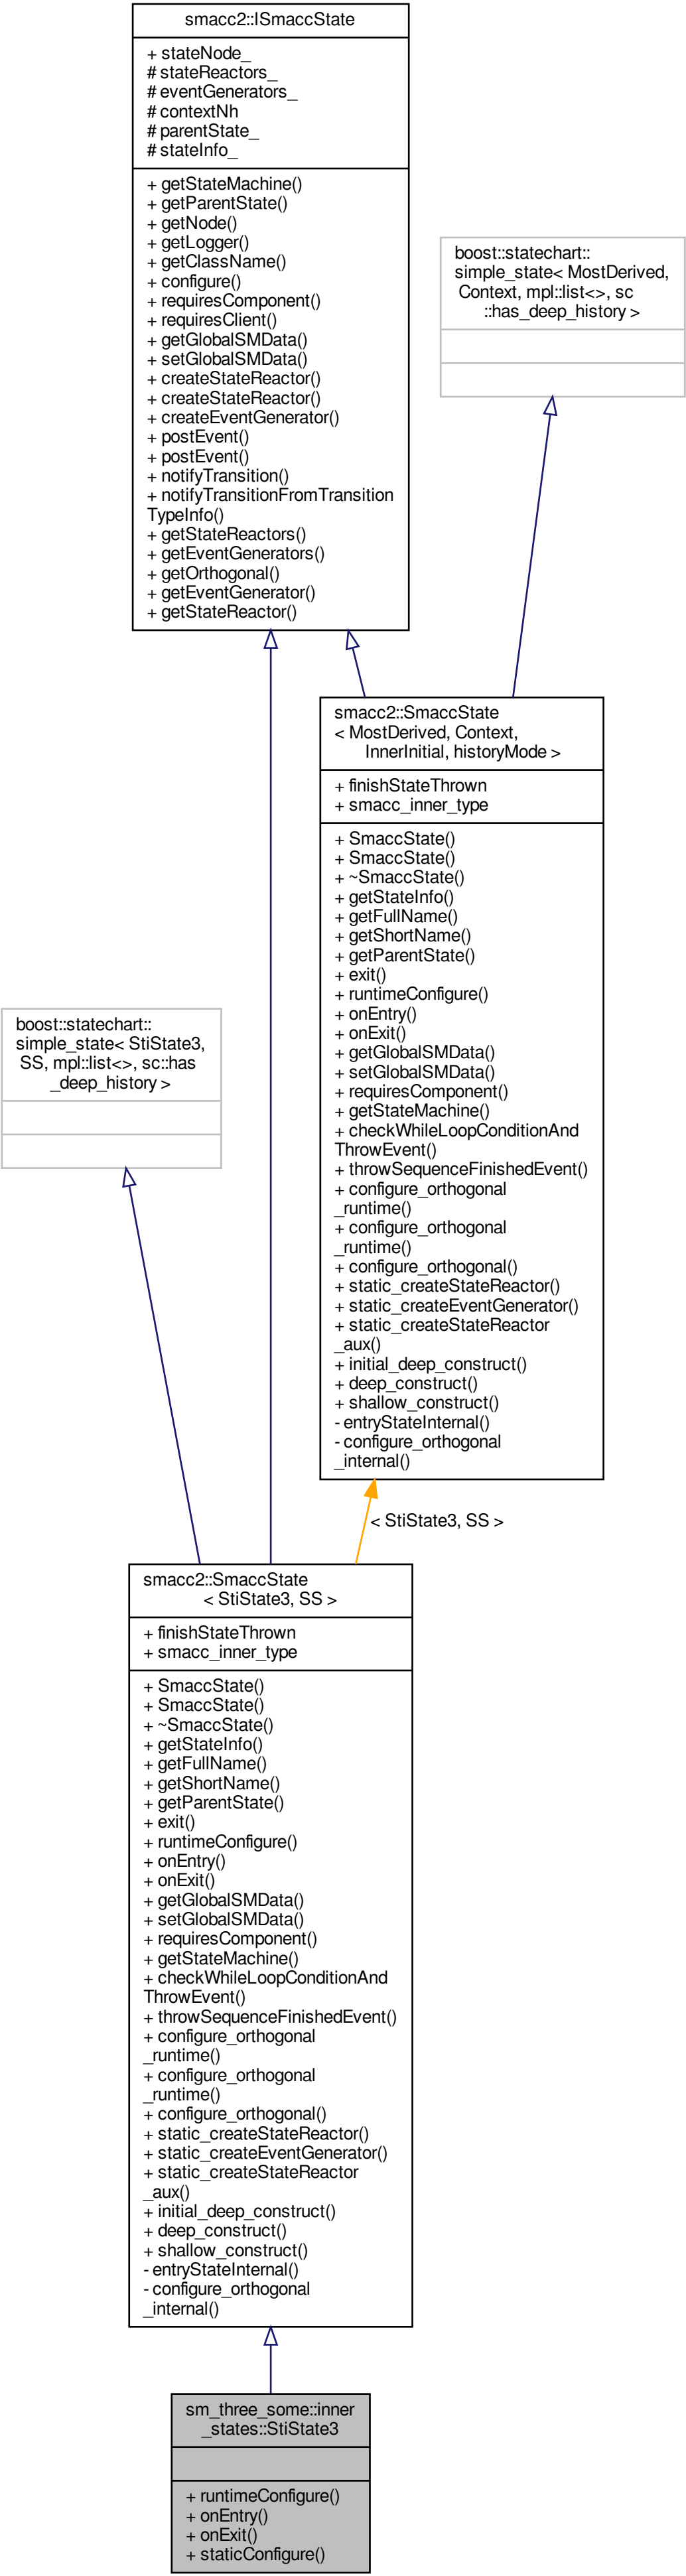 smacc2::ISmaccState
+ stateNode_
# stateReactors_
# eventGenerators_
# contextNh
# parentState_
# stateInfo_
+ getStateMachine()
+ getParentState()
+ getNode()
+ getLogger()
+ getClassName()
+ configure()
+ requiresComponent()
+ requiresClient()
+ getGlobalSMData()
+ setGlobalSMData()
+ createStateReactor()
+ createStateReactor()
+ createEventGenerator()
+ postEvent()
+ postEvent()
+ notifyTransition()
+ notifyTransitionFromTransition
TypeInfo()
+ getStateReactors()
+ getEventGenerators()
+ getOrthogonal()
+ getEventGenerator()
+ getStateReactor()
boost::statechart::
simple_state< MostDerived,
Context, mpl::list<>, sc
::has_deep_history >
smacc2::SmaccState
< MostDerived, Context,
InnerInitial, historyMode >
+ finishStateThrown
+ smacc_inner_type
+ SmaccState()
+ SmaccState()
+ ~SmaccState()
+ getStateInfo()
+ getFullName()
+ getShortName()
+ getParentState()
+ exit()
+ runtimeConfigure()
+ onEntry()
+ onExit()
+ getGlobalSMData()
+ setGlobalSMData()
+ requiresComponent()
+ getStateMachine()
+ checkWhileLoopConditionAnd
ThrowEvent()
+ throwSequenceFinishedEvent()
+ configure_orthogonal
_runtime()
+ configure_orthogonal
_runtime()
+ configure_orthogonal()
+ static_createStateReactor()
+ static_createEventGenerator()
+ static_createStateReactor
_aux()
+ initial_deep_construct()
+ deep_construct()
+ shallow_construct()
- entryStateInternal()
- configure_orthogonal
_internal()
boost::statechart::
simple_state< StiState3,
SS, mpl::list<>, sc::has
_deep_history >
< StiState3, SS >
smacc2::SmaccState
< StiState3, SS >
+ finishStateThrown
+ smacc_inner_type
+ SmaccState()
+ SmaccState()
+ ~SmaccState()
+ getStateInfo()
+ getFullName()
+ getShortName()
+ getParentState()
+ exit()
+ runtimeConfigure()
+ onEntry()
+ onExit()
+ getGlobalSMData()
+ setGlobalSMData()
+ requiresComponent()
+ getStateMachine()
+ checkWhileLoopConditionAnd
ThrowEvent()
+ throwSequenceFinishedEvent()
+ configure_orthogonal
_runtime()
+ configure_orthogonal
_runtime()
+ configure_orthogonal()
+ static_createStateReactor()
+ static_createEventGenerator()
+ static_createStateReactor
_aux()
+ initial_deep_construct()
+ deep_construct()
+ shallow_construct()
- entryStateInternal()
- configure_orthogonal
_internal()
sm_three_some::inner
_states::StiState3
+ runtimeConfigure()
+ onEntry()
+ onExit()
+ staticConfigure()